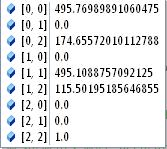 [0, 0] 495.76989891060475
[0, 1] 0.0
[0, 2] 174.65572010112788
[1, 0] 0.0
[1, 1] 495.1088757092125
[1, 2] 115.50195185646855
[2, 0] 0.0
[2, 1] 0.0
[2, 2] 1.0